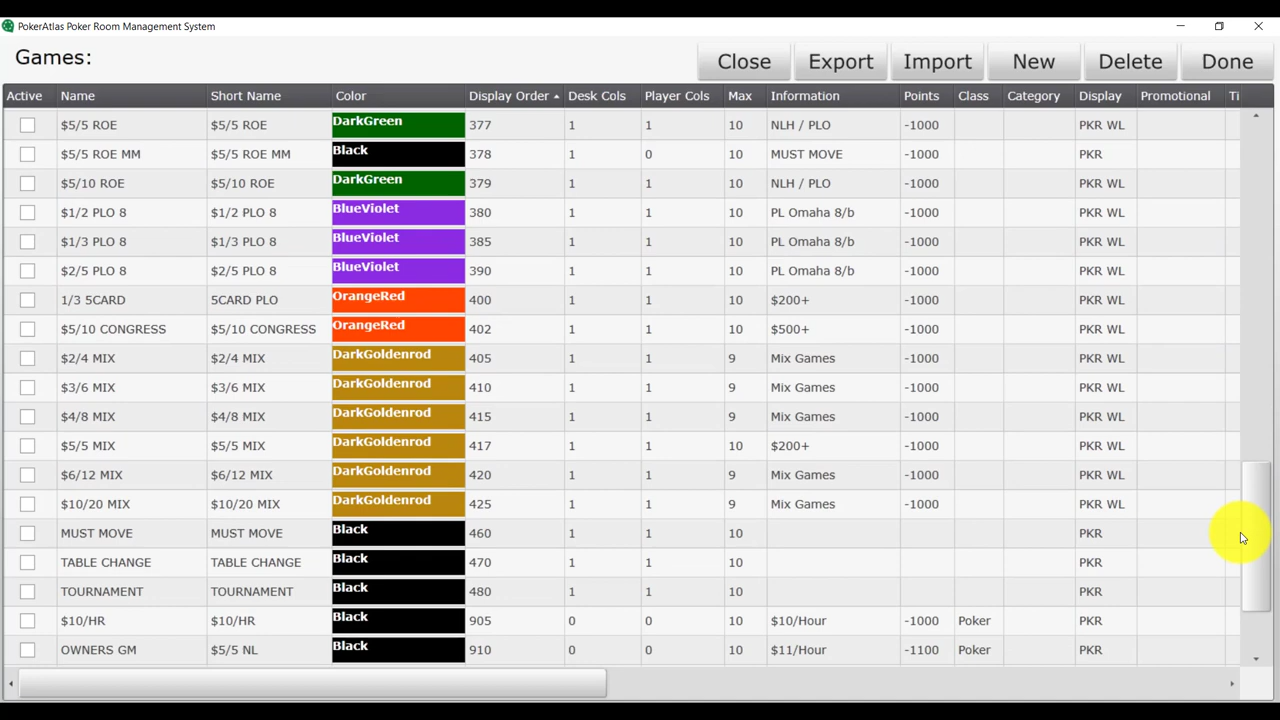 PokerAtlas Poker Room Management System
Games:
Close Export Import New Delete Done
Active Name Short Name Color Display Order Desk Cols Player Cols Max Information Points Class Category Display Promotional Ti
$5/5 ROE $5/5 ROE DarkGreen 377 1 1 10 NLH / PLO -1000 PKR WL
$5/5 ROE MM $5/5 ROE MM Black 378 1 0 10 MUST MOVE -1000 PKR
$5/10 ROE $5/10 ROE DarkGreen 379 1 1 10 NLH / PLO -1000 PKR WL
$1/2 PLO 8 $1/2 PLO 8 BlueViolet 380 1 1 10 PL Omaha 8/b -1000 PKR WL
$1/3 PLO 8 $1/3 PLO 8 BlueViolet 385 1 1 10 PL Omaha 8/b -1000 PKR WL
$2/5 PLO 8 $2/5 PLO 8 BlueViolet 390 1 1 10 PL Omaha 8/b -1000 PKR WL
1/3 5CARD 5CARD PLO OrangeRed 400 1 1 10 $200+ -1000 PKR WL
$5/10 CONGRESS $5/10 CONGRESS OrangeRed 402 1 1 10 $500+ -1000 PKR WL
$2/4 MIX $2/4 MIX DarkGoldenrod 405 1 1 9 Mix Games -1000 PKR WL
$3/6 MIX $3/6 MIX DarkGoldenrod 410 1 1 9 Mix Games -1000 PKR WL
$4/8 MIX $4/8 MIX DarkGoldenrod 415 1 1 9 Mix Games -1000 PKR WL
$5/5 MIX $5/5 MIX DarkGoldenrod 417 1 1 10 $200+ -1000 PKR WL
$6/12 MIX $6/12 MIX DarkGoldenrod 420 1 1 9 Mix Games -1000 PKR WL
$10/20 MIX $10/20 MIX DarkGoldenrod 425 1 1 9 Mix Games -1000 PKR WL
MUST MOVE MUST MOVE Black 460 1 1 10 PKR
TABLE CHANGE TABLE CHANGE Black 470 1 1 10 PKR
TOURNAMENT TOURNAMENT Black 480 1 1 10 PKR
$10/HR $10/HR Black 905 0 0 10 $10/Hour -1000 Poker PKR
OWNERS GM $5/5 NL Black 910 0 0 10 $11/Hour -1100 Poker PKR